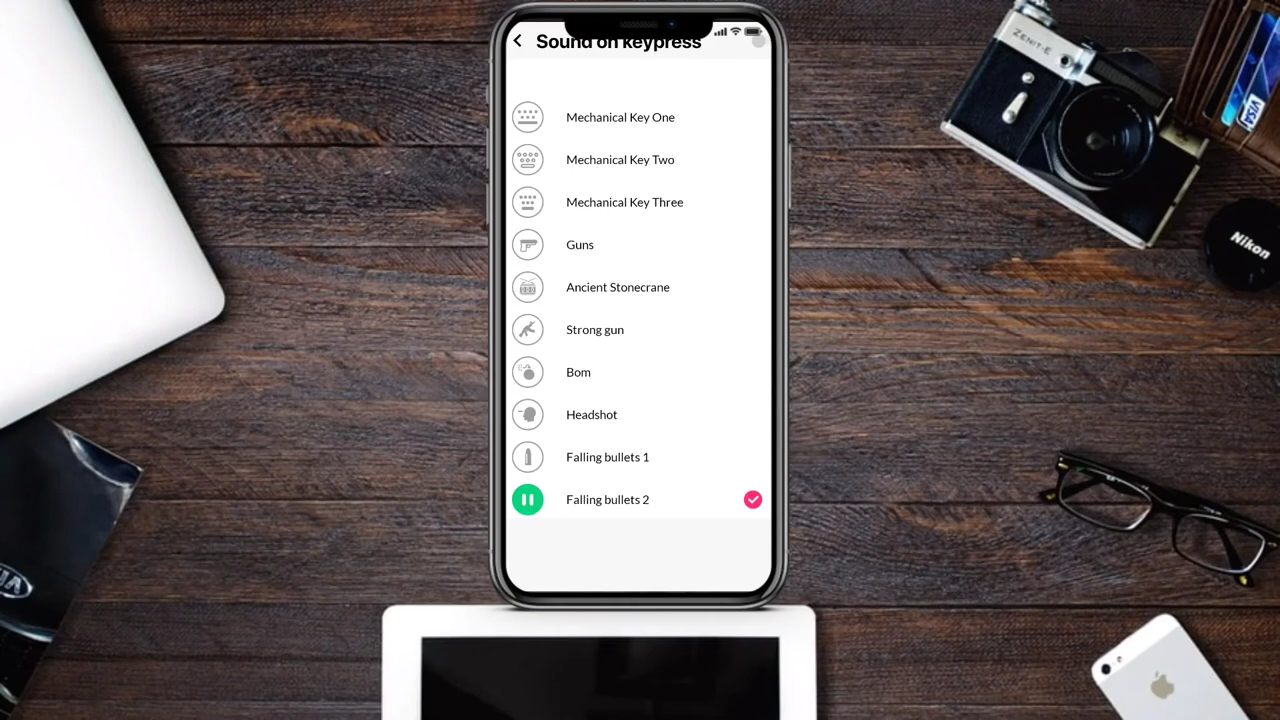 Sound on keypress
Mechanical Key One
Mechanical Key Two
Mechanical Key Three
Guns
Ancient Stonecrane
Strong gun
Bom
Headshot
Falling bullets 1
Falling bullets 2
ZENIT-E
VISA
Nikon